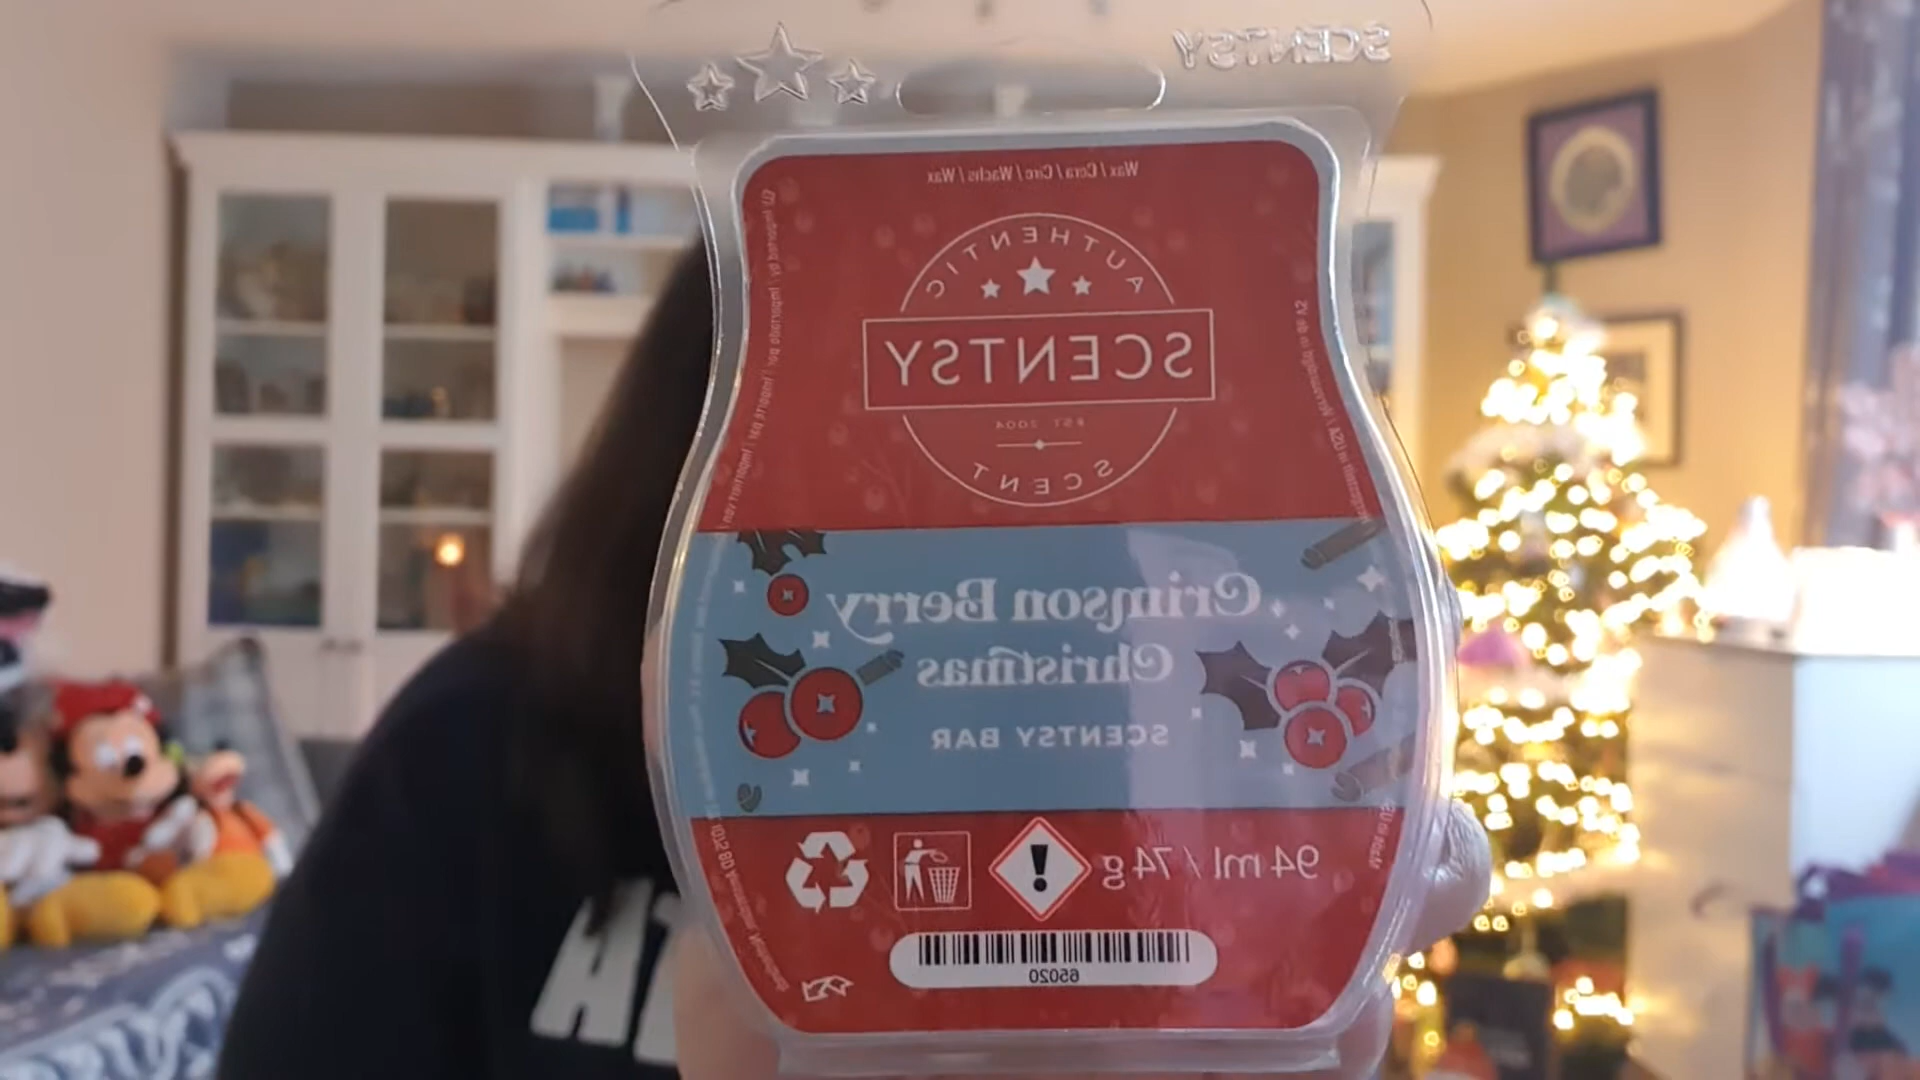 SCENTSY
Wax / Cera / Cire / Wachs / Wax
AUTHENTIC
SCENTSY
EST 2004
SCENT
Crimson Berry
Christmas
SCENTSY BAR
94 ml / 74 g
65020